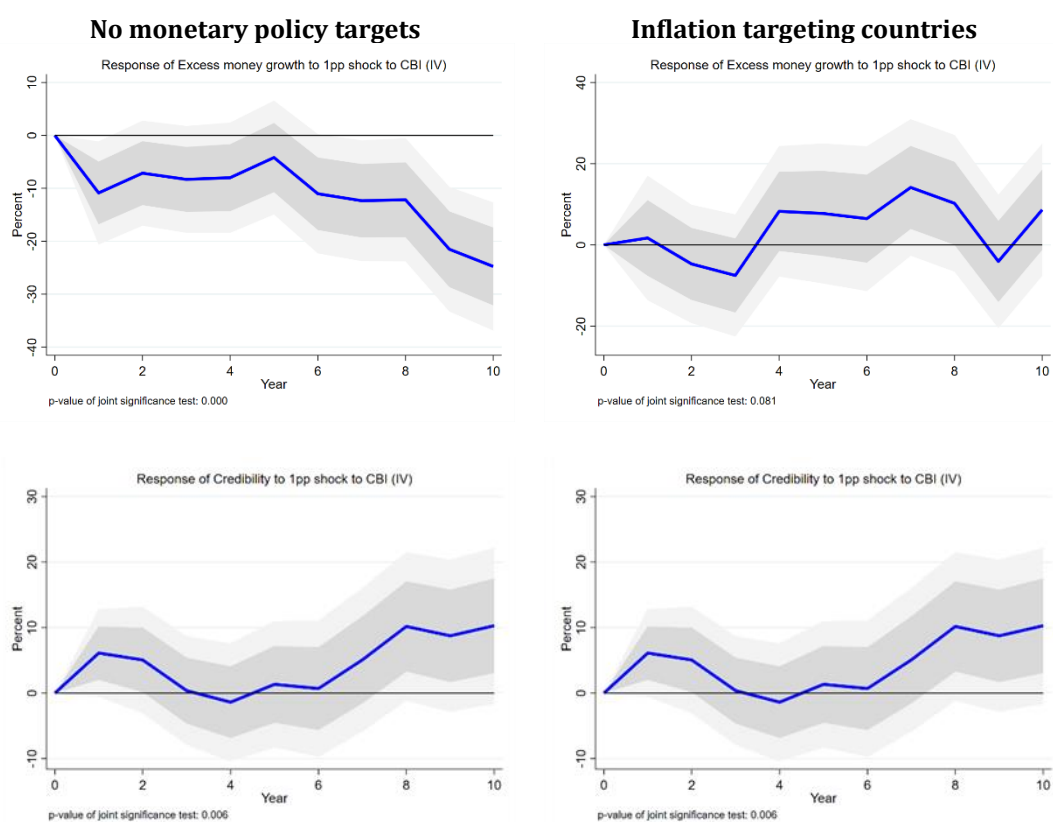 No monetary policy targets
Inflation targeting countries
Response of Excess money growth to 1pp shock to CBI (IV)
10
0
-10
-20
-30
-40
Percent
0 2 4 6 8 10
Year
p-value of joint significance test: 0.000
Response of Excess money growth to 1pp shock to CBI (IV)
40
20
0
-20
Percent
0 2 4 6 8 10
Year
p-value of joint significance test: 0.081
Response of Credibility to 1pp shock to CBI (IV)
30
20
10
0
-10
Percent
0 2 4 6 8 10
Year
p-value of joint significance test: 0.006
Response of Credibility to 1pp shock to CBI (IV)
30
20
10
0
-10
Percent
0 2 4 6 8 10
Year
p-value of joint significance test: 0.006